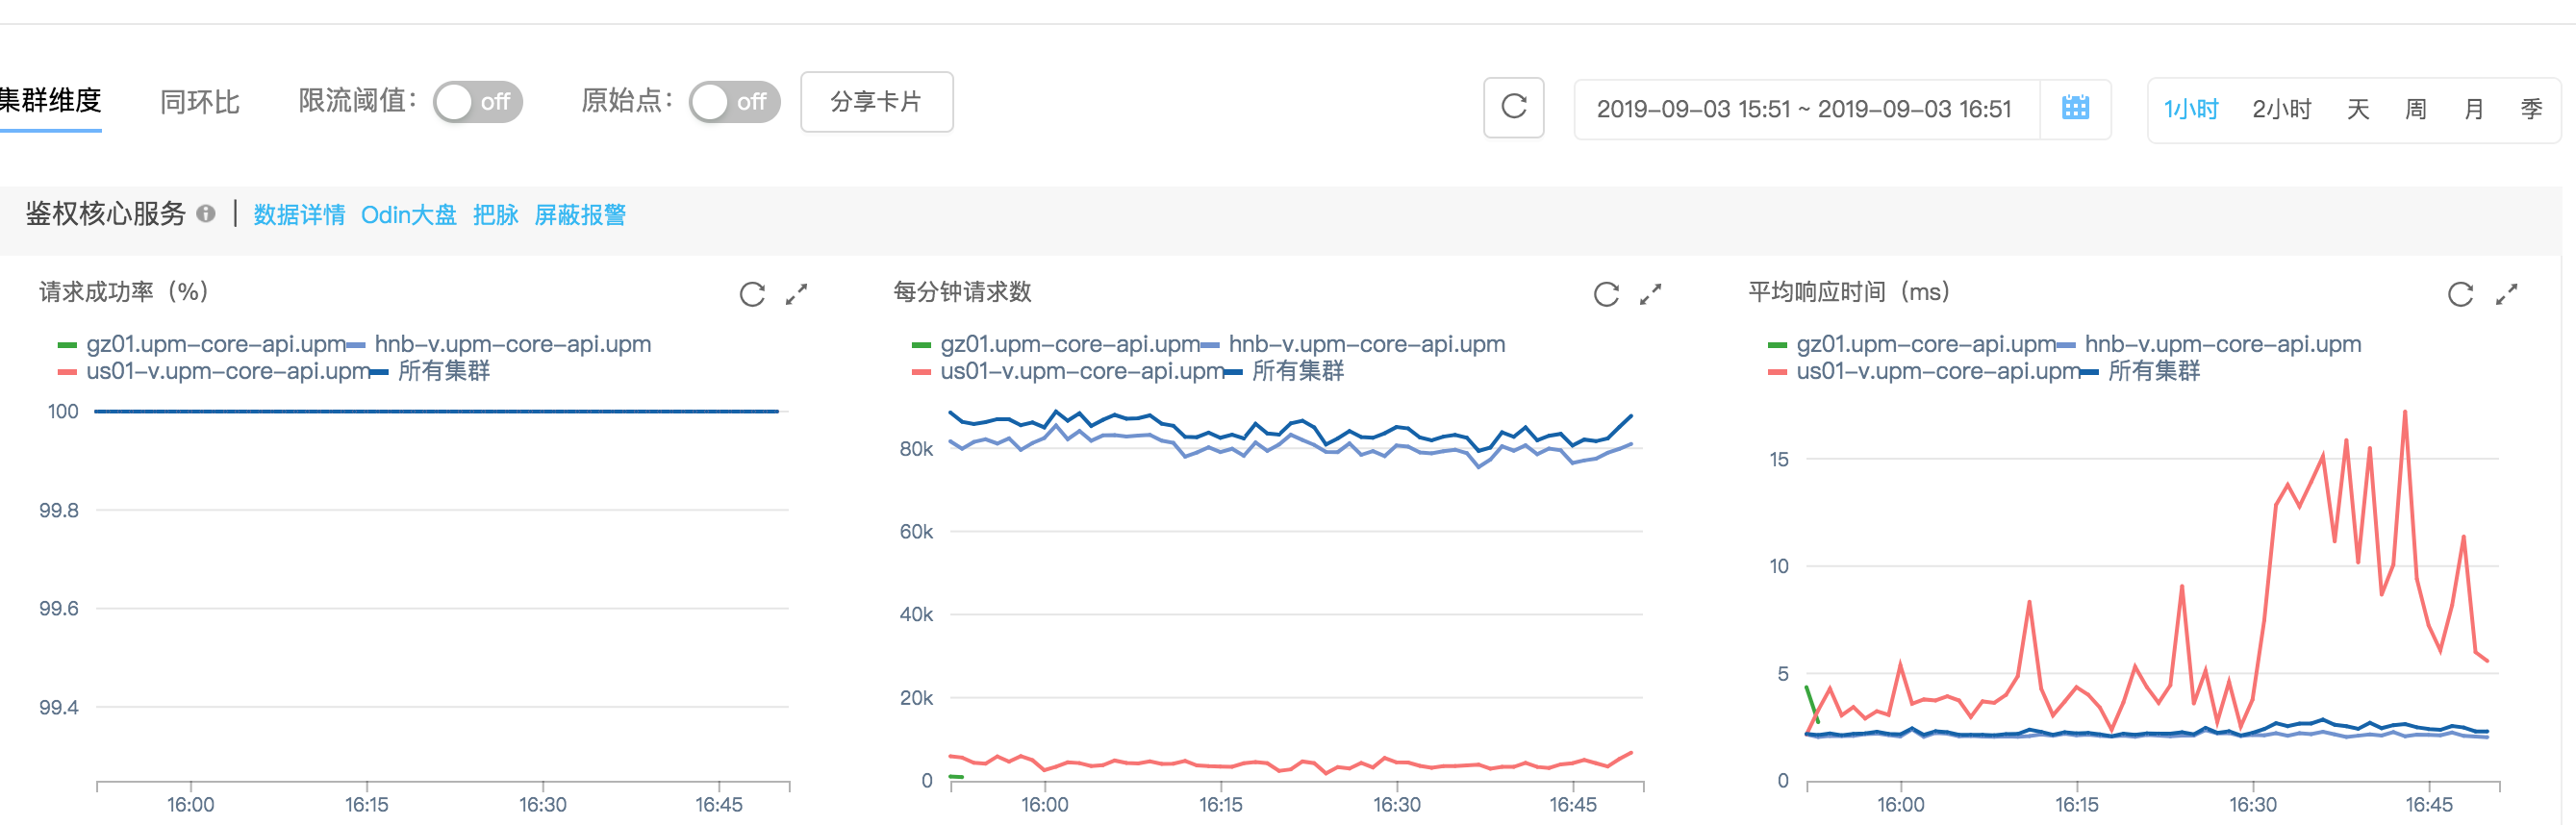 集群维度 同环比 限流阈值： off 原始点： off 分享卡片 2019-09-03 15:51 ~ 2019-09-03 16:51 1小时 2小时 天 周 月 季
鉴权核心服务 | 数据详情 Odin大盘 把脉 屏蔽报警
请求成功率（%）
gz01.upm-core-api.upm hnb-v.upm-core-api.upm
us01-v.upm-core-api.upm 所有集群
100
99.8
99.6
99.4
16:00 16:15 16:30 16:45
每分钟请求数
gz01.upm-core-api.upm hnb-v.upm-core-api.upm
us01-v.upm-core-api.upm 所有集群
80k
60k
40k
20k
0
16:00 16:15 16:30 16:45
平均响应时间（ms）
gz01.upm-core-api.upm hnb-v.upm-core-api.upm
us01-v.upm-core-api.upm 所有集群
15
10
5
0
16:00 16:15 16:30 16:45